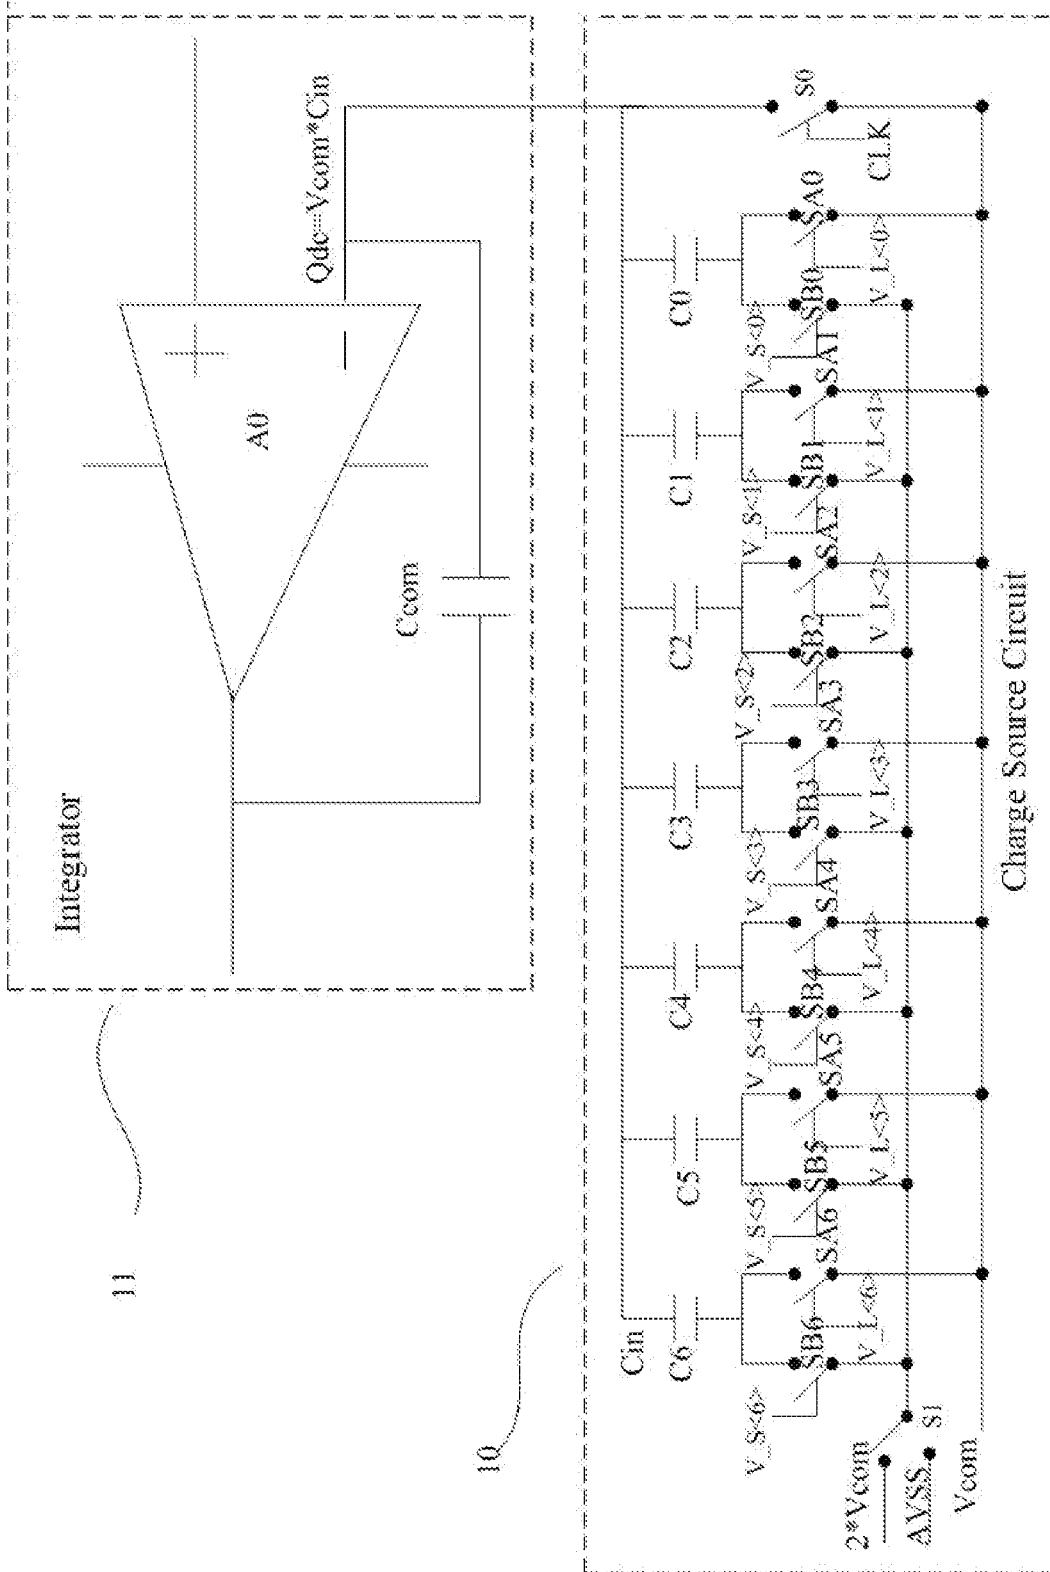 Integrator
A0
Qdc=Vcom*Cin
Ccom
11
10
Cin
C6
C5
C4
C3
C2
C1
C0
S0
CLK
V_S<6>
SB6
SA6
V_L<6>
V_S<5>
SB5
SA5
V_L<5>
V_S<4>
SB4
SA4
V_L<4>
V_S<3>
SB3
SA3
V_L<3>
V_S<2>
SB2
SA2
V_L<2>
V_S<1>
SB1
SA1
V_L<1>
V_S<0>
SB0
SA0
V_L<0>
2*Vcom
AVSS
S1
Vcom
Charge Source Circuit